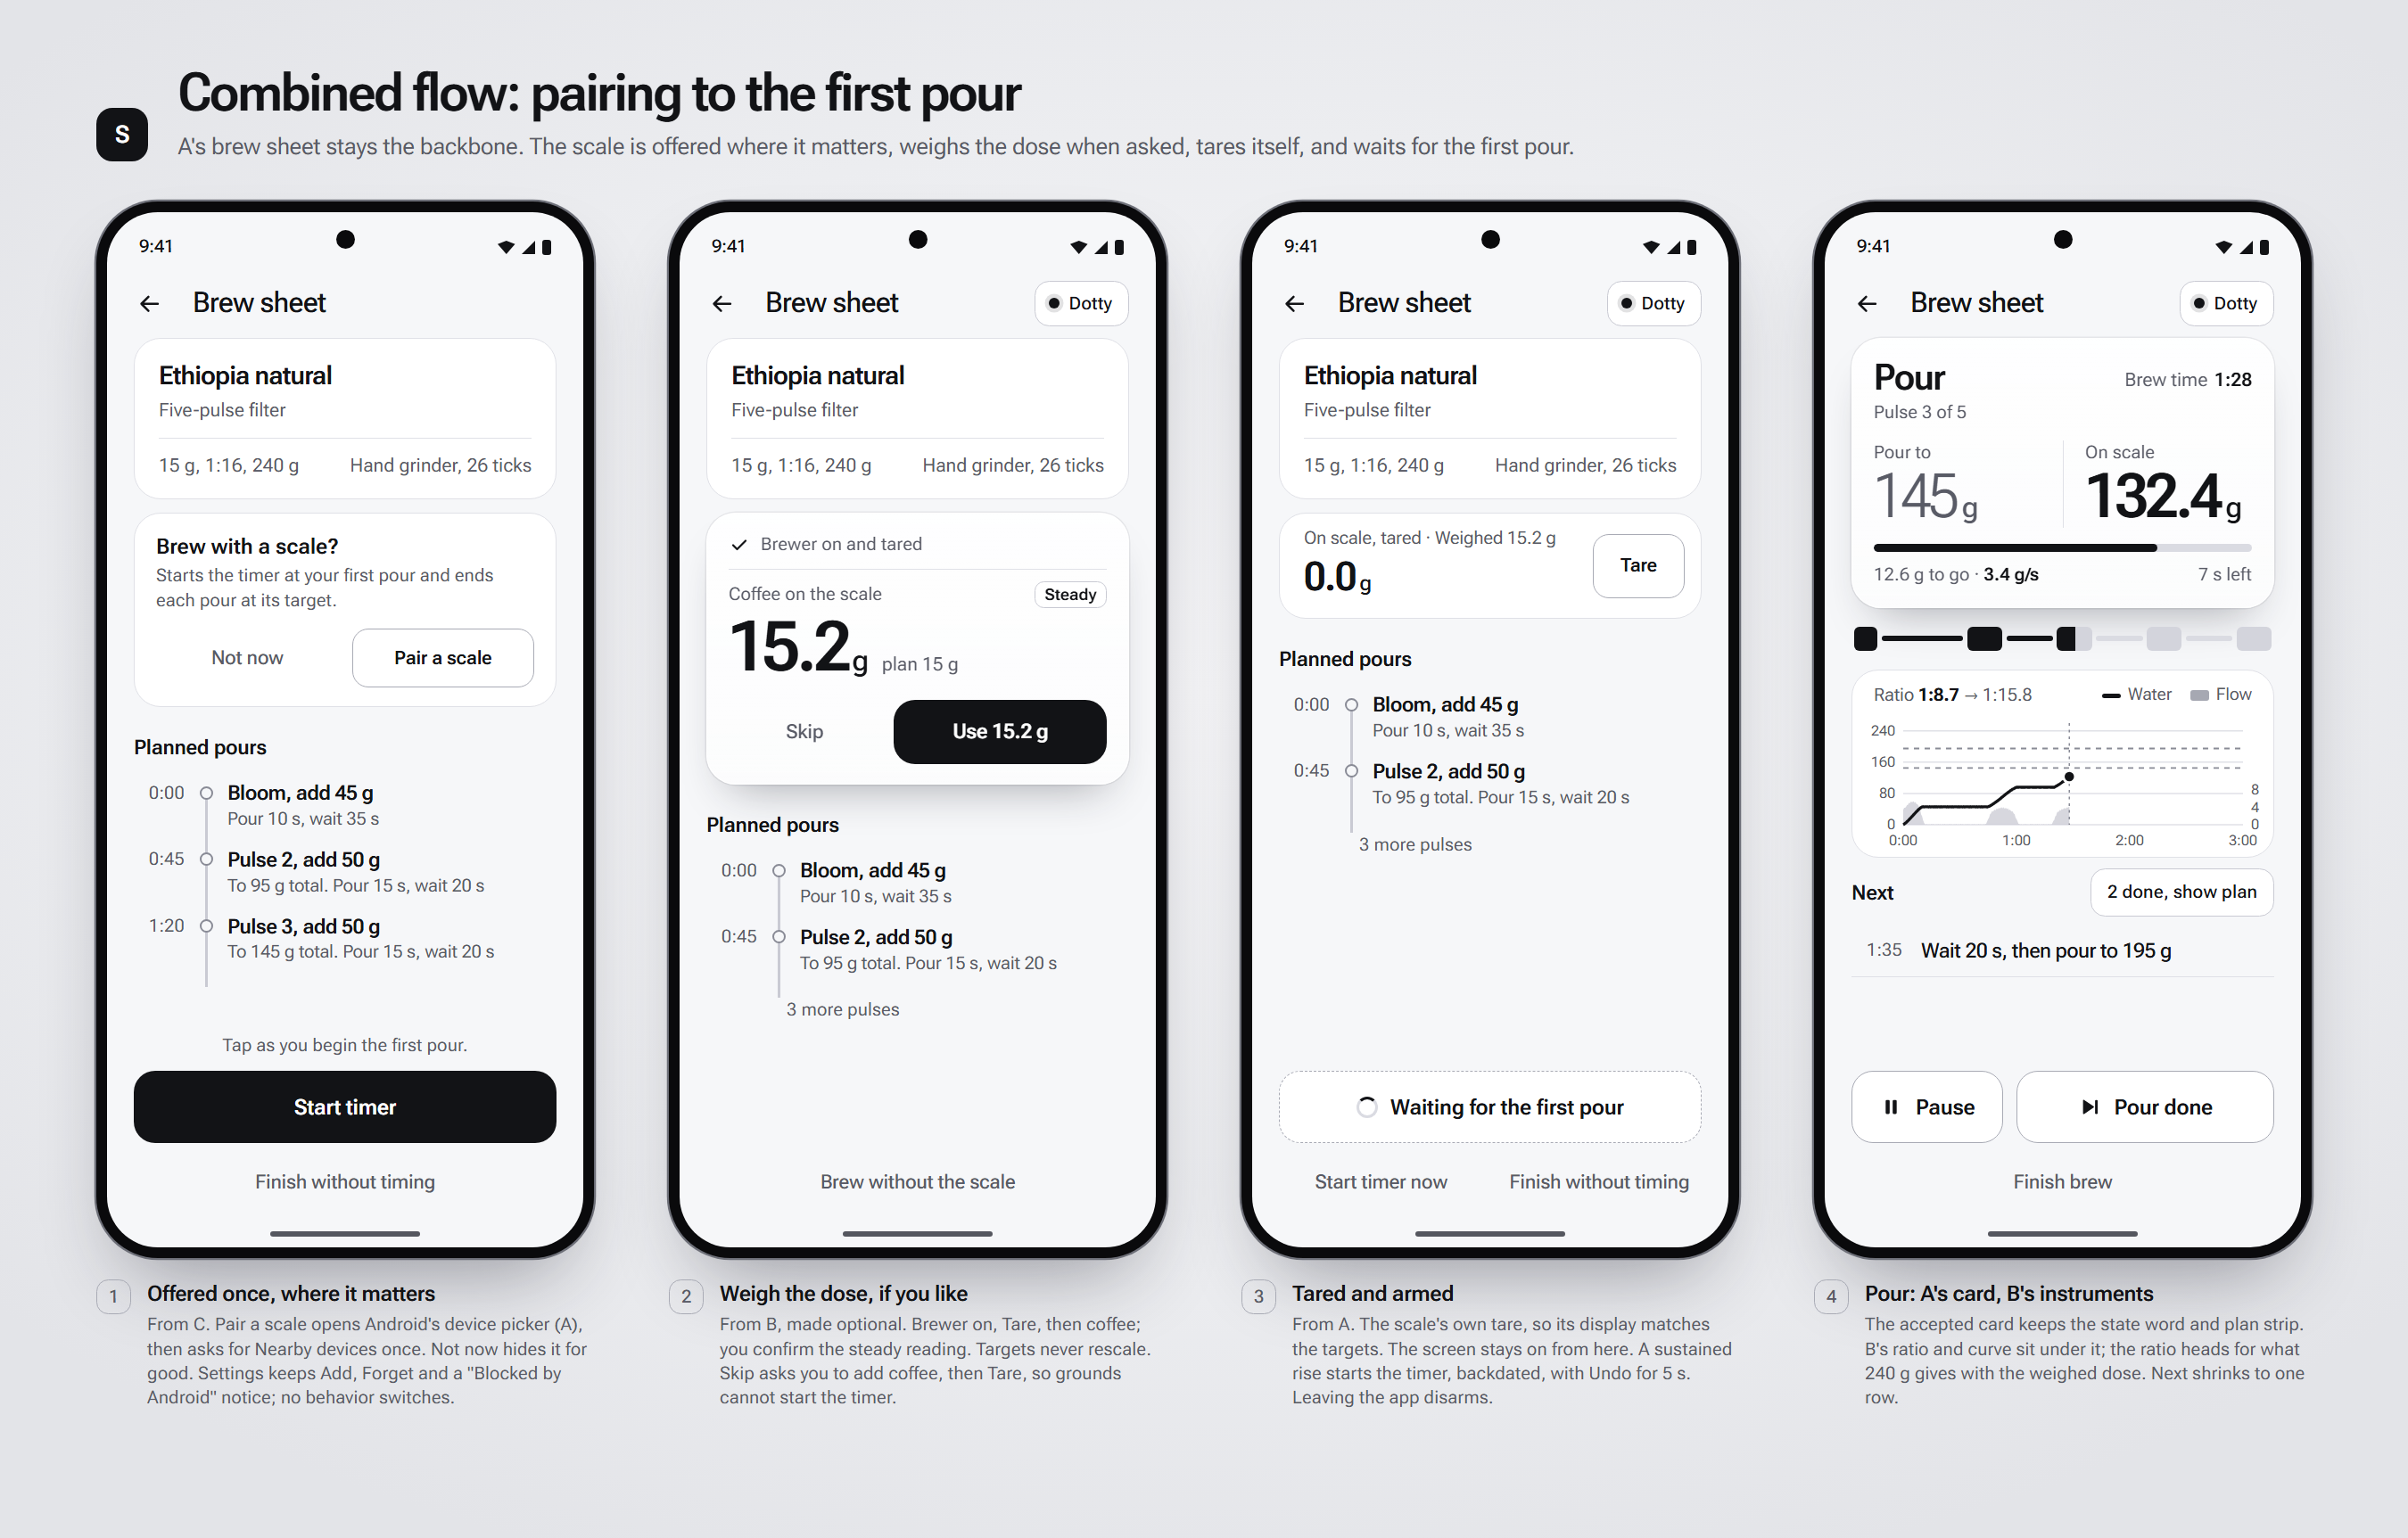 S
Combined flow: pairing to the first pour
A's brew sheet stays the backbone. The scale is offered where it matters, weighs the dose when asked, tares itself, and waits for the first pour.
9:41
Brew sheet
Ethiopia natural
Five-pulse filter
15 g, 1:16, 240 g
Hand grinder, 26 ticks
Brew with a scale?
Starts the timer at your first pour and ends
each pour at its target.
Not now
Pair a scale
Planned pours
0:00
Bloom, add 45 g
Pour 10 s, wait 35 s
0:45
Pulse 2, add 50 g
To 95 g total. Pour 15 s, wait 20 s
1:20
Pulse 3, add 50 g
To 145 g total. Pour 15 s, wait 20 s
Tap as you begin the first pour.
Start timer
Finish without timing
1
Offered once, where it matters
From C. Pair a scale opens Android's device picker (A),
then asks for Nearby devices once. Not now hides it for
good. Settings keeps Add, Forget and a "Blocked by
Android" notice; no behavior switches.
9:41
Brew sheet
Dotty
Ethiopia natural
Five-pulse filter
15 g, 1:16, 240 g
Hand grinder, 26 ticks
Brewer on and tared
Coffee on the scale
Steady
15.2 g
plan 15 g
Skip
Use 15.2 g
Planned pours
0:00
Bloom, add 45 g
Pour 10 s, wait 35 s
0:45
Pulse 2, add 50 g
To 95 g total. Pour 15 s, wait 20 s
3 more pulses
Brew without the scale
2
Weigh the dose, if you like
From B, made optional. Brewer on, Tare, then coffee;
you confirm the steady reading. Targets never rescale.
Skip asks you to add coffee, then Tare, so grounds
cannot start the timer.
9:41
Brew sheet
Dotty
Ethiopia natural
Five-pulse filter
15 g, 1:16, 240 g
Hand grinder, 26 ticks
On scale, tared · Weighed 15.2 g
0.0 g
Tare
Planned pours
0:00
Bloom, add 45 g
Pour 10 s, wait 35 s
0:45
Pulse 2, add 50 g
To 95 g total. Pour 15 s, wait 20 s
3 more pulses
Waiting for the first pour
Start timer now
Finish without timing
3
Tared and armed
From A. The scale's own tare, so its display matches
the targets. The screen stays on from here. A sustained
rise starts the timer, backdated, with Undo for 5 s.
Leaving the app disarms.
9:41
Brew sheet
Dotty
Pour
Brew time 1:28
Pulse 3 of 5
Pour to
145 g
On scale
132.4 g
12.6 g to go · 3.4 g/s
7 s left
Ratio 1:8.7 → 1:15.8
Water
Flow
240
160
80
0
8
4
0
0:00
1:00
2:00
3:00
Next
2 done, show plan
1:35
Wait 20 s, then pour to 195 g
Pause
Pour done
Finish brew
4
Pour: A's card, B's instruments
The accepted card keeps the state word and plan strip.
B's ratio and curve sit under it; the ratio heads for what
240 g gives with the weighed dose. Next shrinks to one
row.